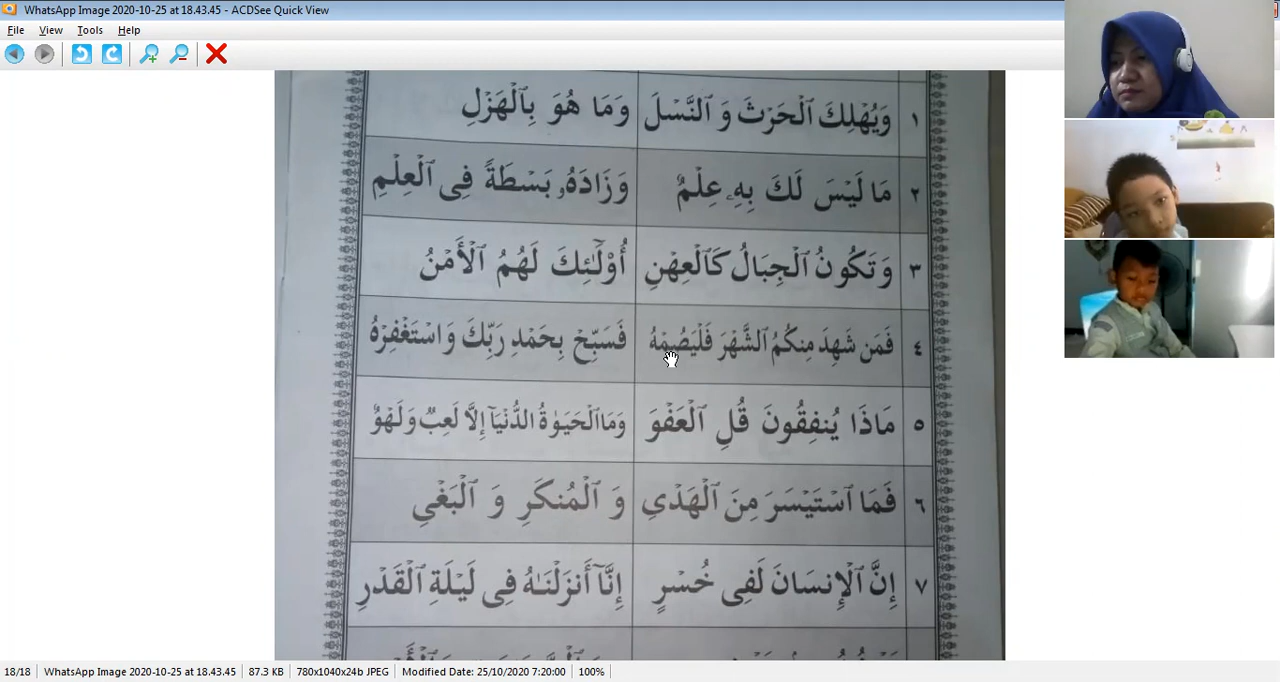 WhatsApp Image 2020-10-25 at 18.43.45 - ACDSee Quick View
File View Tools Help
١ وَيُهْلِكَ ٱلْحَرْثَ وَ ٱلنَّسْلَ وَمَا هُوَ بِٱلْهَزْلِ
٢ مَا لَيْسَ لَكَ بِهِۦ عِلْمٌ وَزَادَهُۥ بَسْطَةً فِى ٱلْعِلْمِ
٣ وَتَكُونُ ٱلْجِبَالُ كَٱلْعِهْنِ أُوْلَٰٓئِكَ لَهُمُ ٱلْأَمْنُ
٤ فَمَن شَهِدَ مِنكُمُ ٱلشَّهْرَ فَلْيَصُمْهُ فَسَبِّحْ بِحَمْدِ رَبِّكَ وَٱسْتَغْفِرْهُ
٥ مَاذَا يُنفِقُونَ قُلِ ٱلْعَفْوَ وَمَا ٱلْحَيَوٰةُ ٱلدُّنْيَآ إِلَّا لَعِبٌ وَلَهْوٌ
٦ فَمَا ٱسْتَيْسَرَ مِنَ ٱلْهَدْىِ وَ ٱلْمُنكَرِ وَ ٱلْبَغْىِ
٧ إِنَّ ٱلْإِنسَانَ لَفِى خُسْرٍ إِنَّآ أَنزَلْنَٰهُ فِى لَيْلَةِ ٱلْقَدْرِ
18/18 WhatsApp Image 2020-10-25 at 18.43.45 87.3 KB 780x1040x24b JPEG Modified Date: 25/10/2020 7:20:00 100%